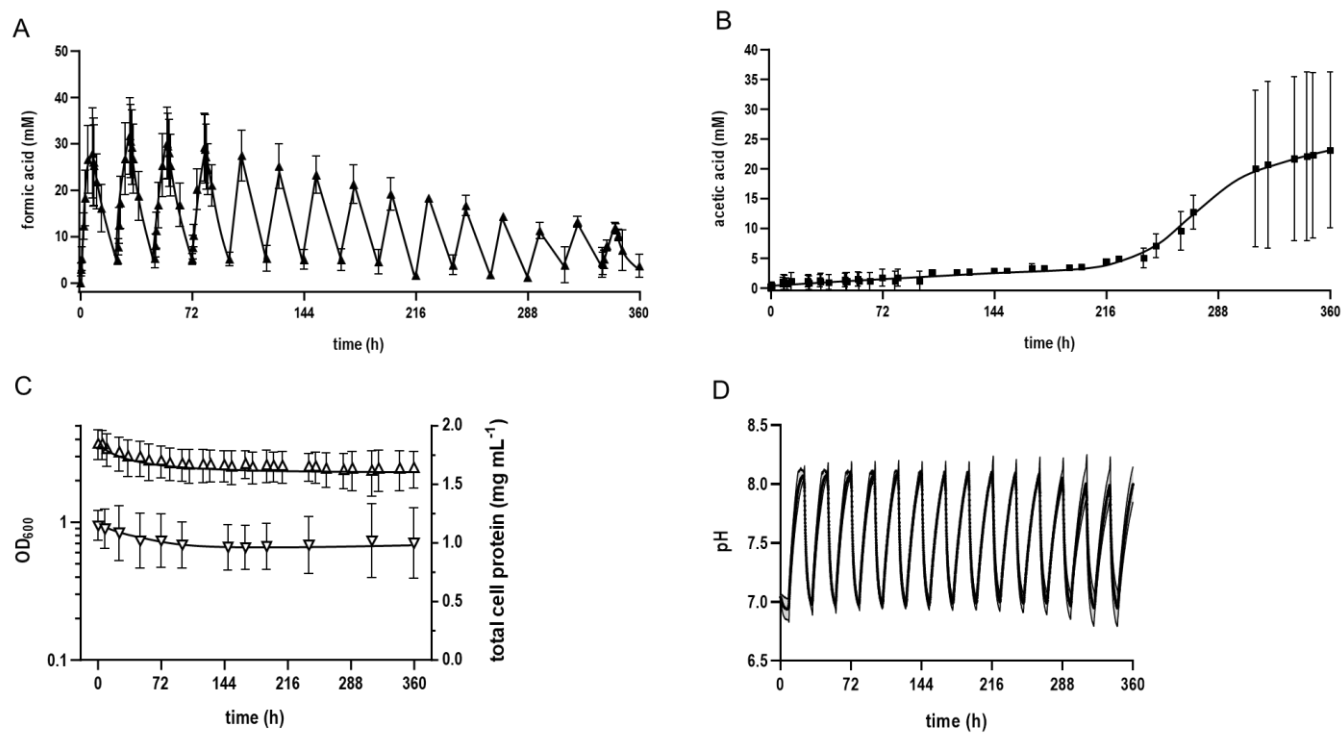 A
50
40
30
20
10
0
formic acid (mM)
0 72 144 216 288 360
time (h)
B
40
35
30
25
20
15
10
5
0
acetic acid (mM)
0 72 144 216 288 360
time (h)
C
1
0.1
OD600
2.0
1.5
1.0
0.5
0.0
total cell protein (mg mL⁻¹)
0 72 144 216 288 360
time (h)
D
8.5
8.0
7.5
7.0
6.5
pH
0 72 144 216 288 360
time (h)